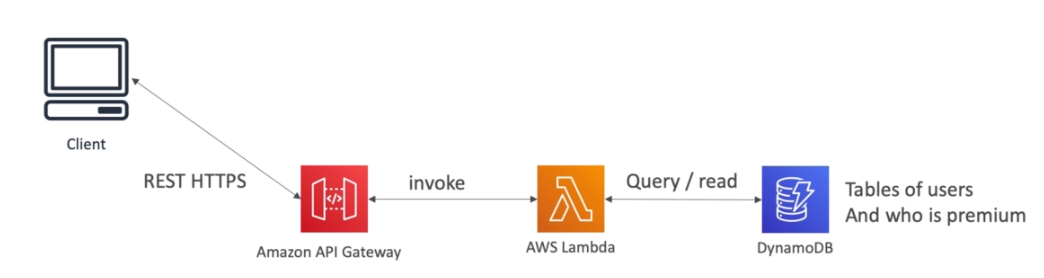 Client
REST HTTPS
Amazon API Gateway
invoke
AWS Lambda
Query / read
DynamoDB
Tables of users
And who is premium